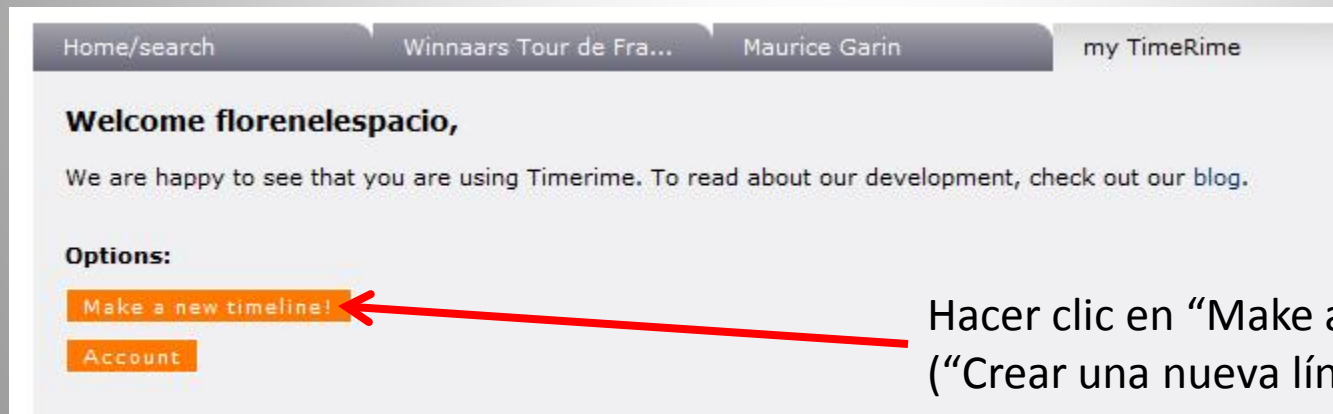 Home/search Winnaars Tour de Fra... Maurice Garin my TimeRime
Welcome florenelespacio,
We are happy to see that you are using Timerime. To read about our development, check out our blog.
Options:
Make a new timeline!
Account
Hacer clic en “Make
(“Crear una nueva